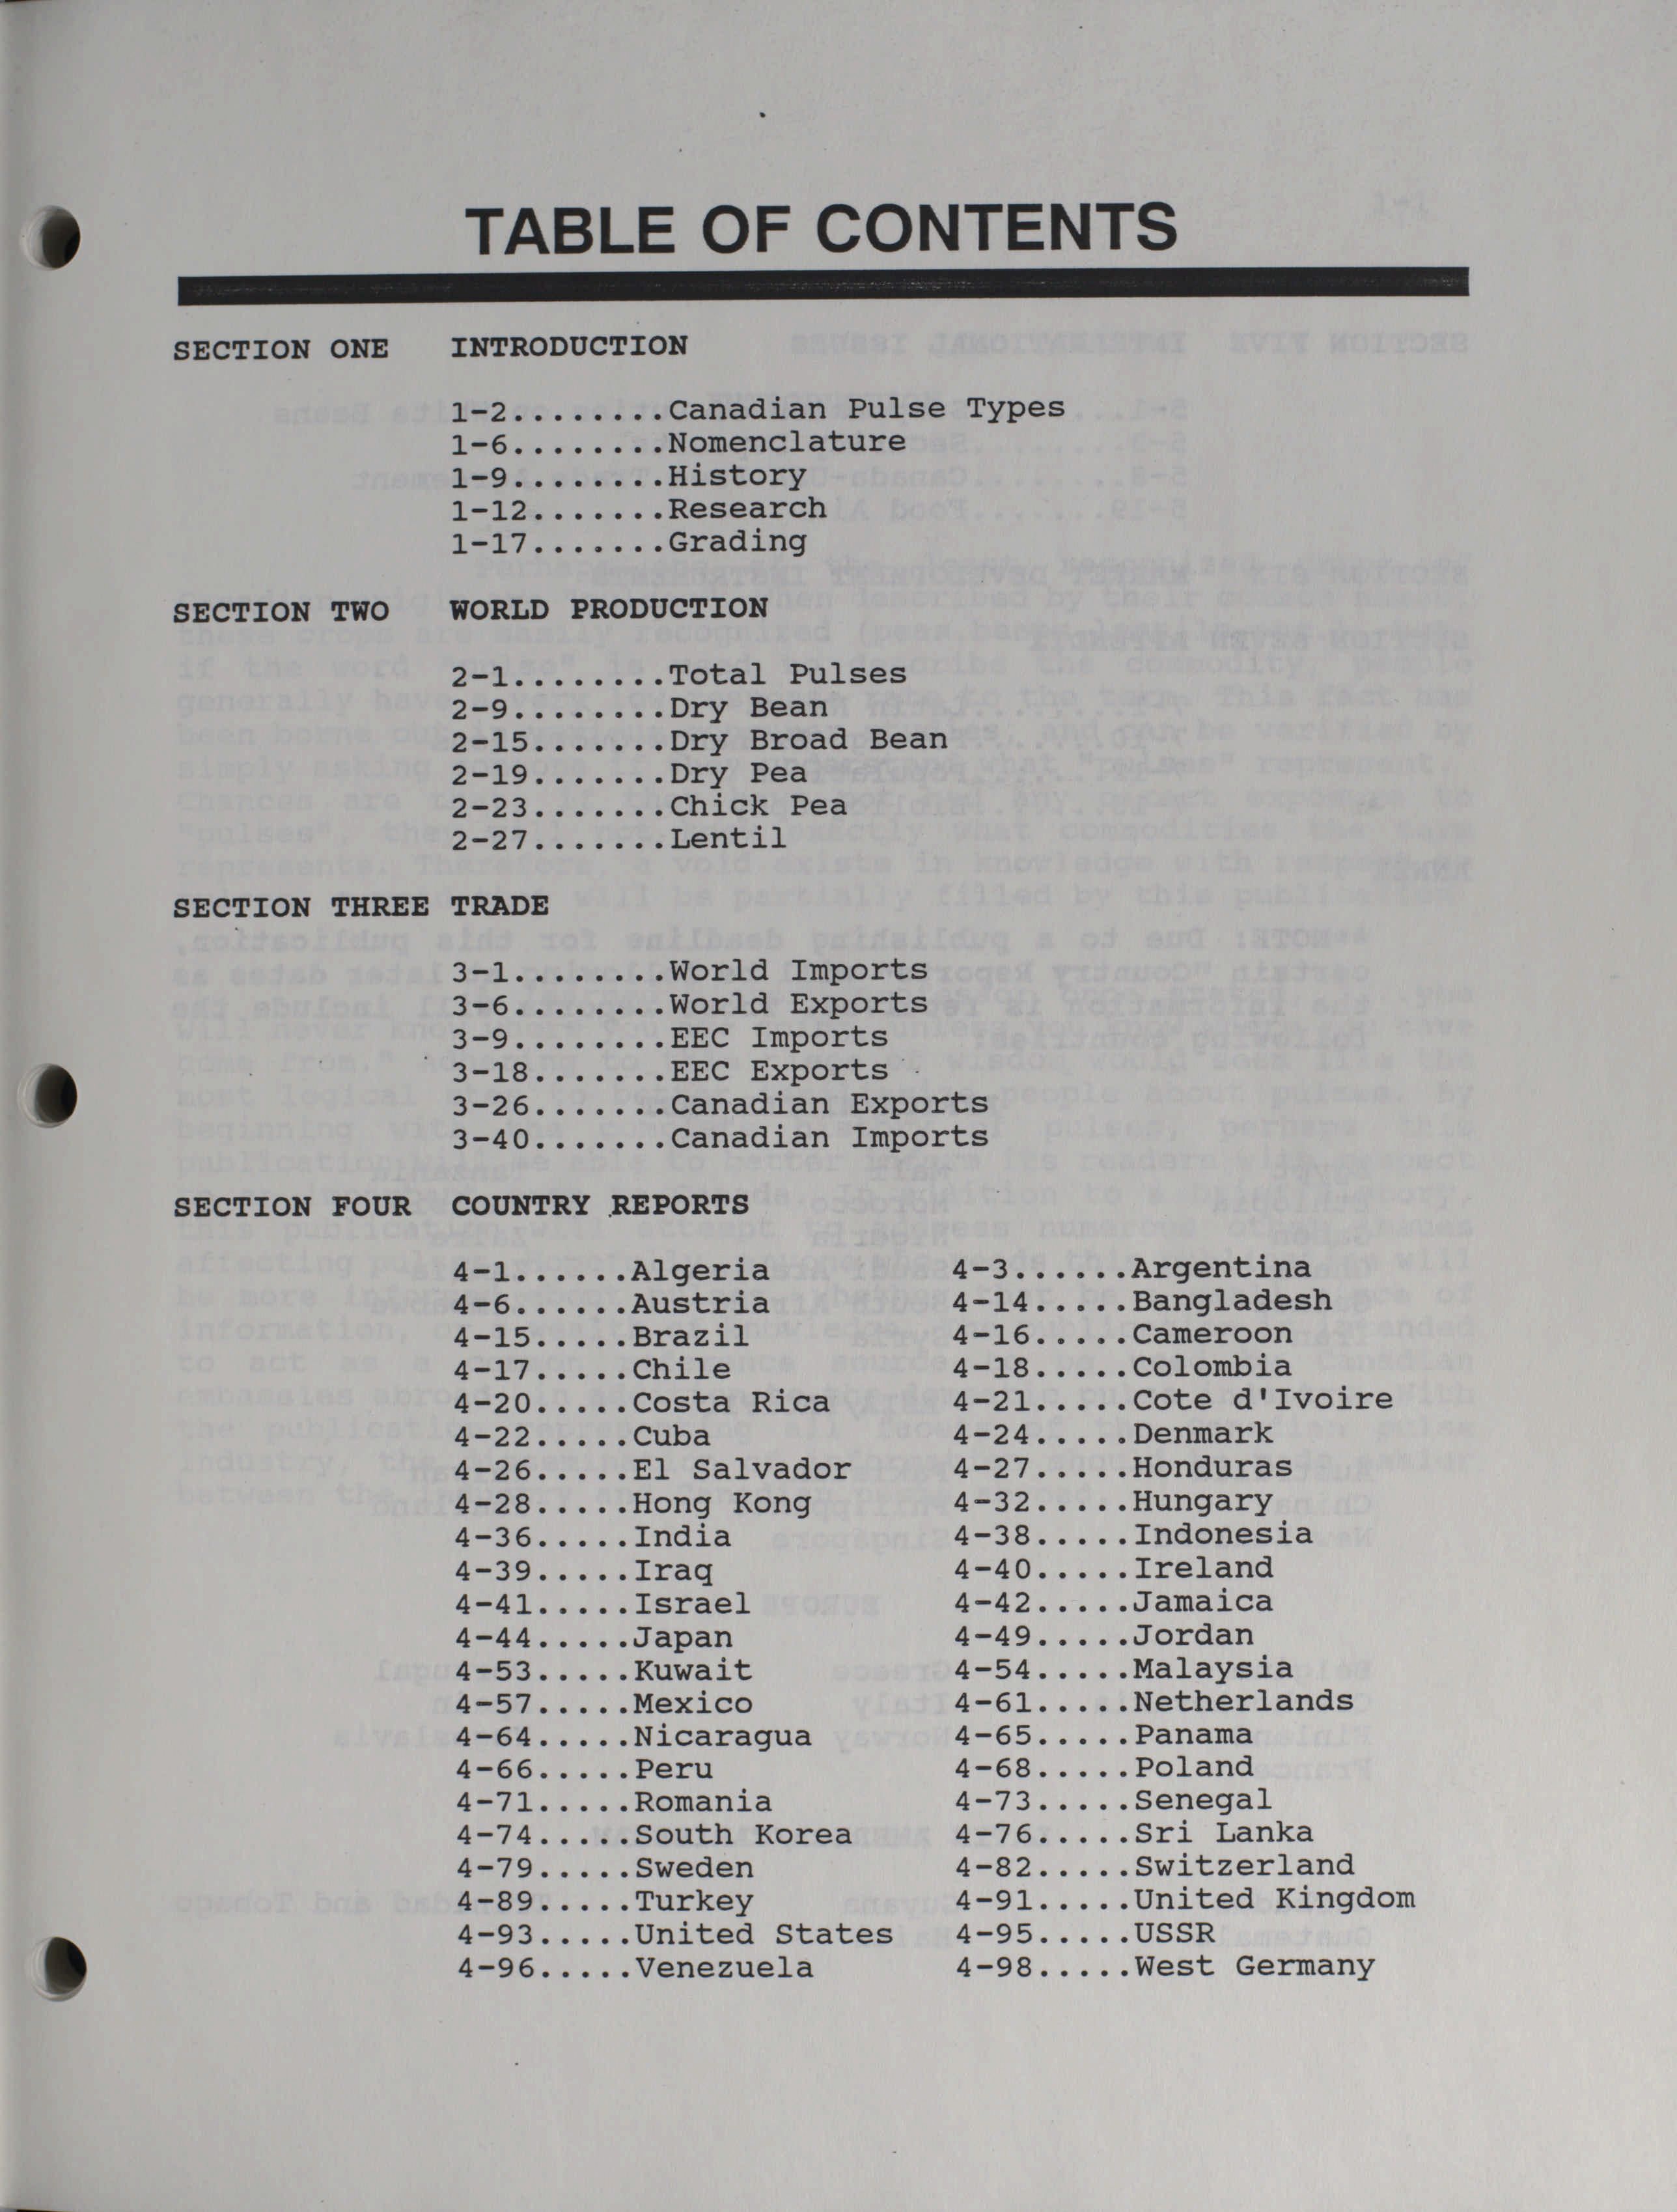 TABLE OF CONTENTS
SECTION ONE INTRODUCTION
1-2........Canadian Pulse Types
1-6........Nomenclature
1-9........History
1-12.......Research
1-17.......Grading
SECTION TWO WORLD PRODUCTION
2-1........Total Pulses
2-9........Dry Bean
2-15.......Dry Broad Bean
2-19.......Dry Pea
2-23.......Chick Pea
2-27.......Lentil
SECTION THREE TRADE
3-1........World Imports
3-6........World Exports
3-9........EEC Imports
3-18.......EEC Exports
3-26.......Canadian Exports
3-40.......Canadian Imports
SECTION FOUR COUNTRY REPORTS
4-1......Algeria 4-3......Argentina
4-6......Austria 4-14.....Bangladesh
4-15.....Brazil 4-16.....Cameroon
4-17.....Chile 4-18.....Colombia
4-20.....Costa Rica 4-21.....Cote d'Ivoire
4-22.....Cuba 4-24.....Denmark
4-26.....El Salvador 4-27.....Honduras
4-28.....Hong Kong 4-32.....Hungary
4-36.....India 4-38.....Indonesia
4-39.....Iraq 4-40.....Ireland
4-41.....Israel 4-42.....Jamaica
4-44.....Japan 4-49.....Jordan
4-53.....Kuwait 4-54.....Malaysia
4-57.....Mexico 4-61.....Netherlands
4-64.....Nicaragua 4-65.....Panama
4-66.....Peru 4-68.....Poland
4-71.....Romania 4-73.....Senegal
4-74.....South Korea 4-76.....Sri Lanka
4-79.....Sweden 4-82.....Switzerland
4-89.....Turkey 4-91.....United Kingdom
4-93.....United States 4-95.....USSR
4-96.....Venezuela 4-98.....West Germany